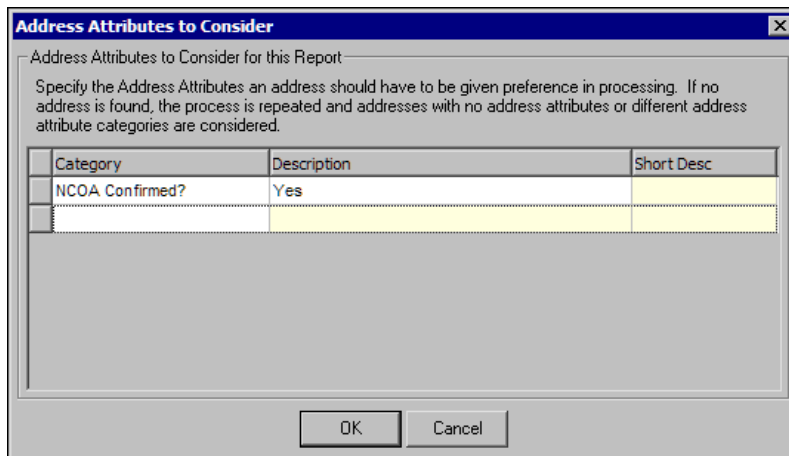 Address Attributes to Consider
Address Attributes to Consider for this Report
Specify the Address Attributes an address should have to be given preference in processing. If no
address is found, the process is repeated and addresses with no address attributes or different address
attribute categories are considered.
Category Description Short Desc
NCOA Confirmed? Yes
OK Cancel